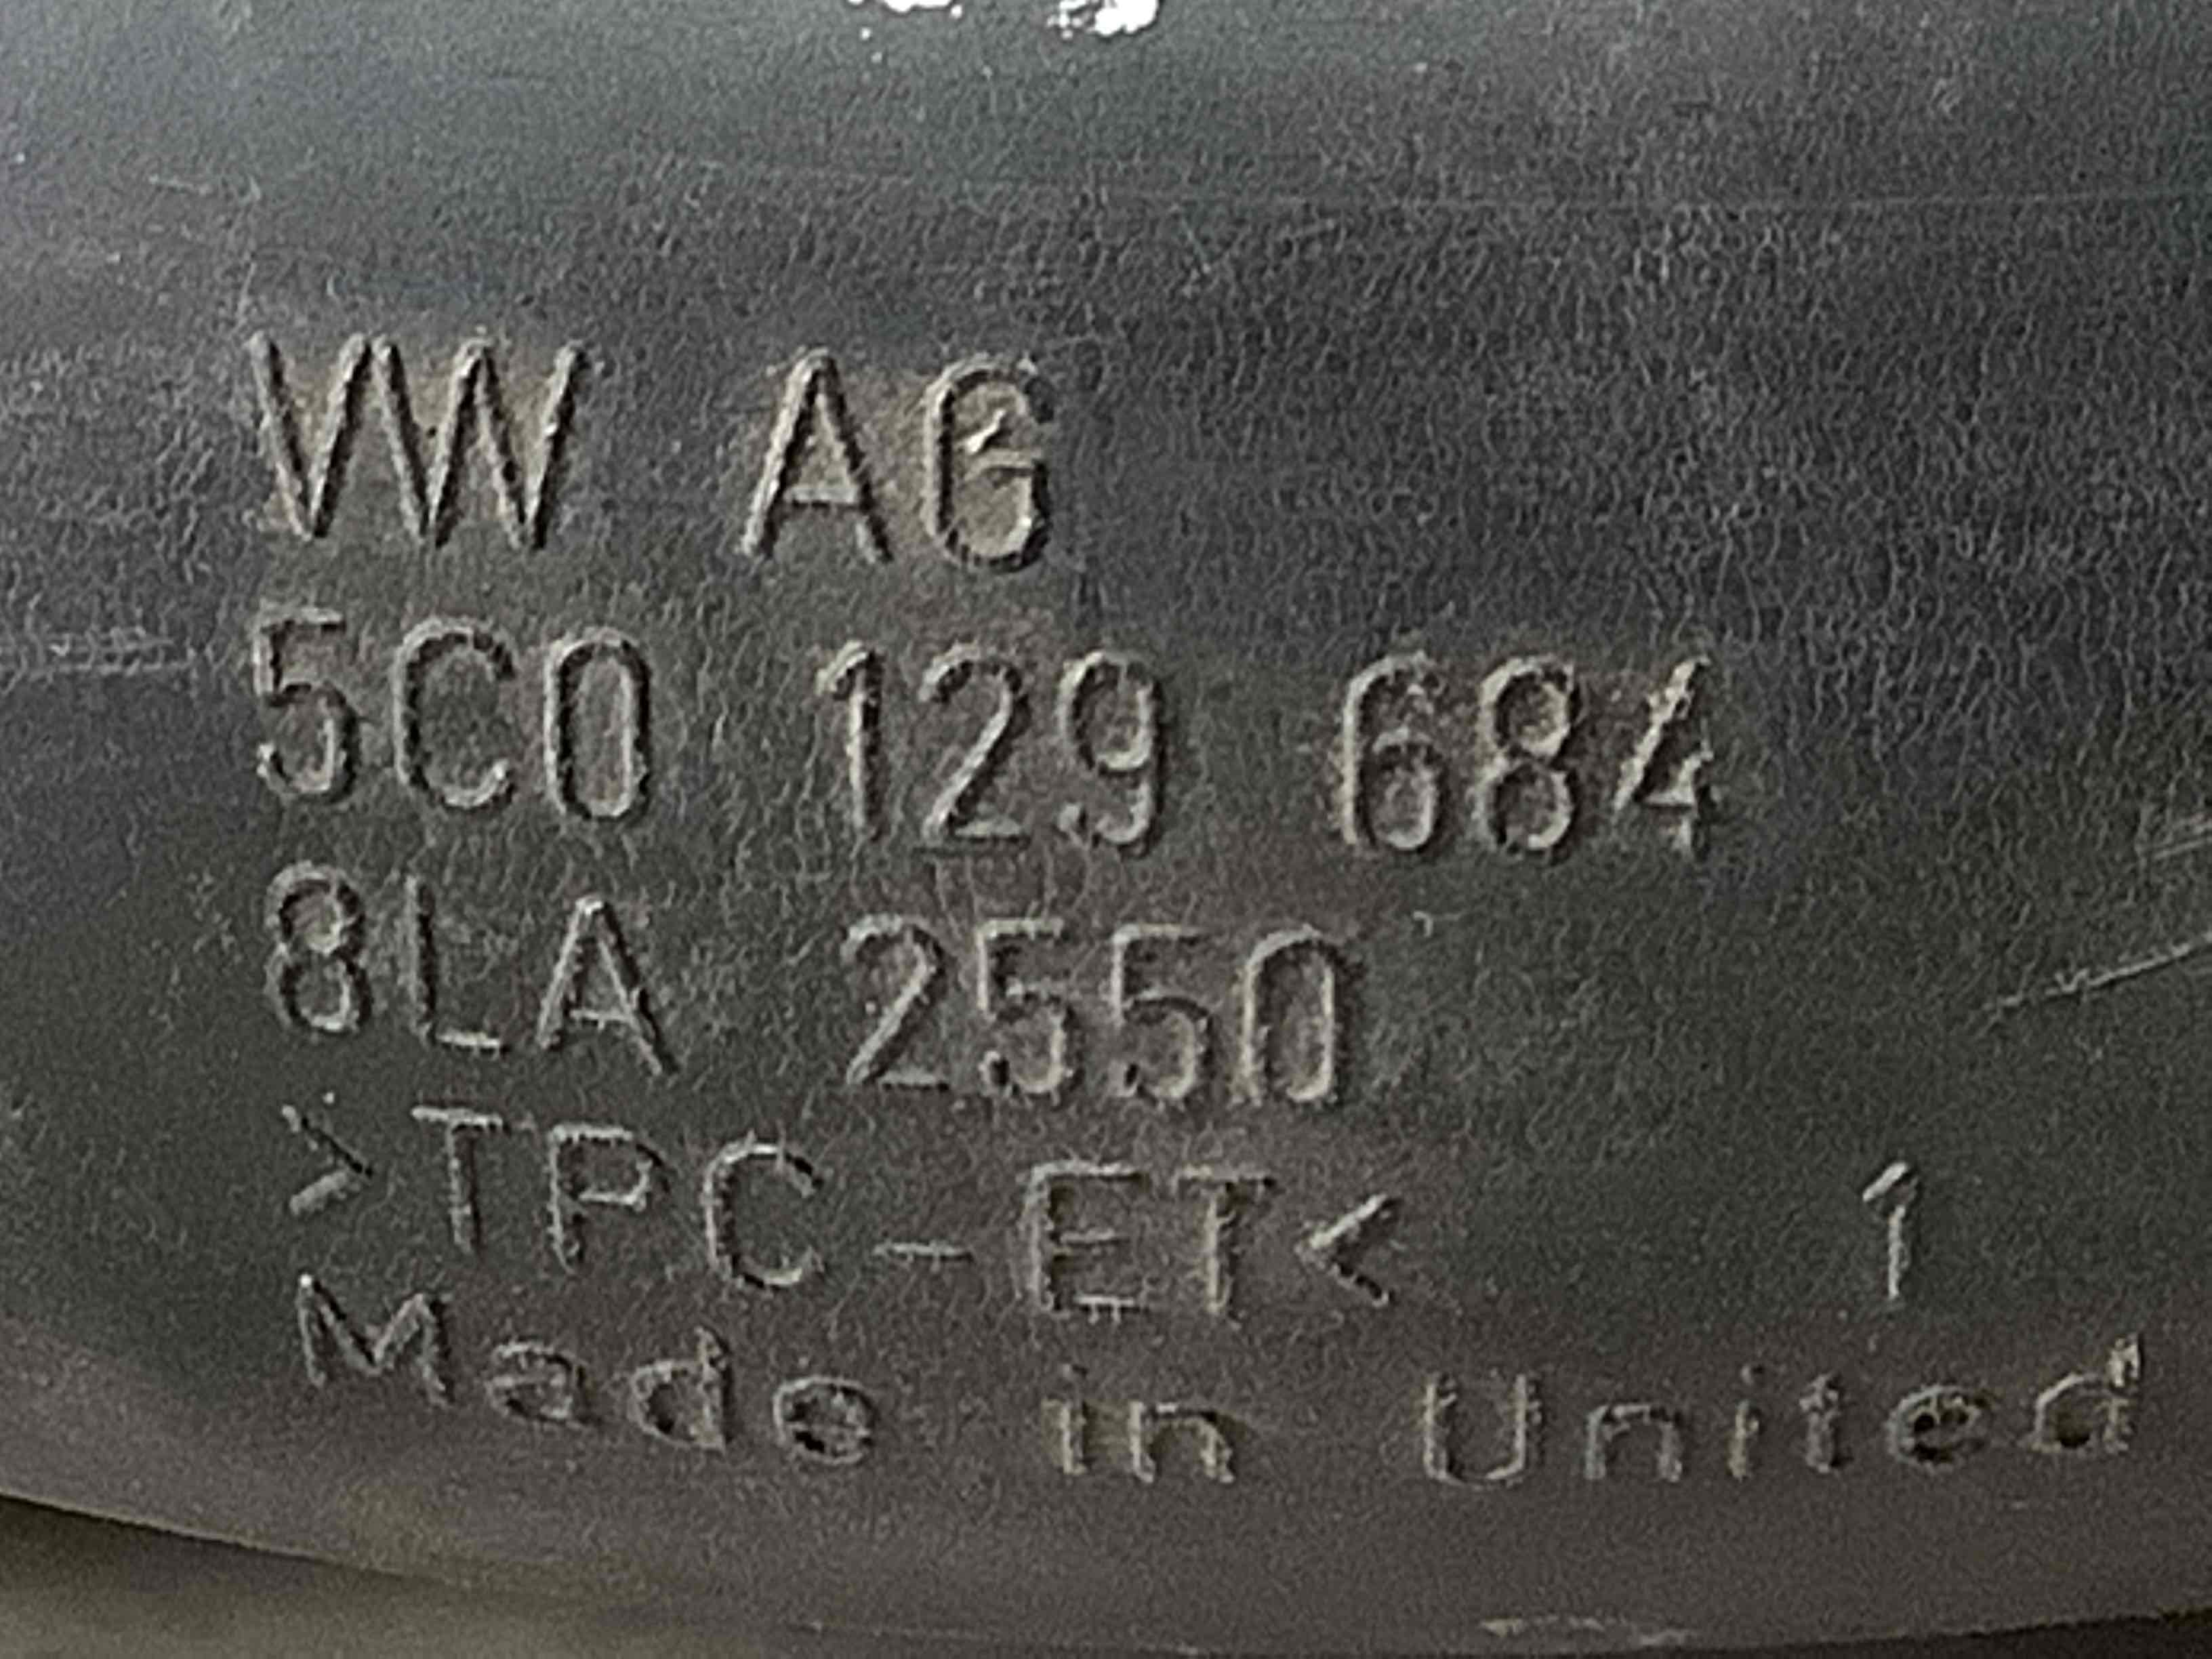 VW AG
5C0 129 684
8LA 2550
>TPC-ET< 1
Made in United